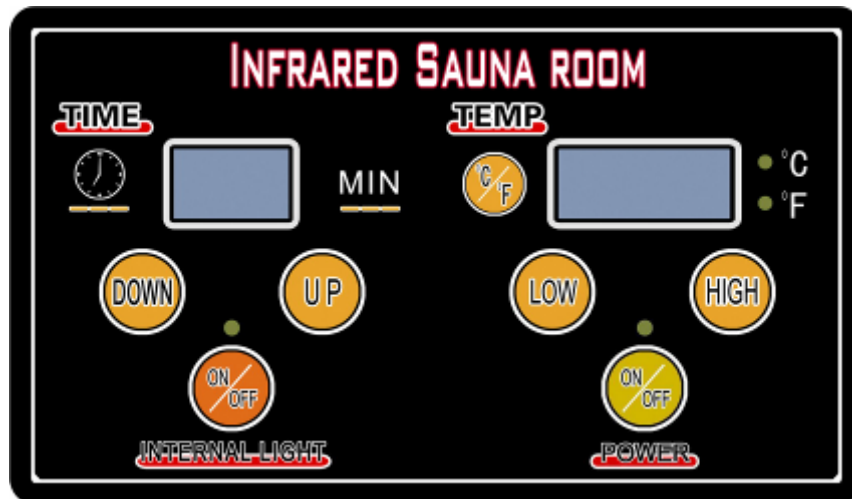 INFRARED SAUNA ROOM
TIME
TEMP
MIN
°C/°F
°C
°F
DOWN
UP
LOW
HIGH
ON/OFF
ON/OFF
INTERNAL LIGHT
POWER